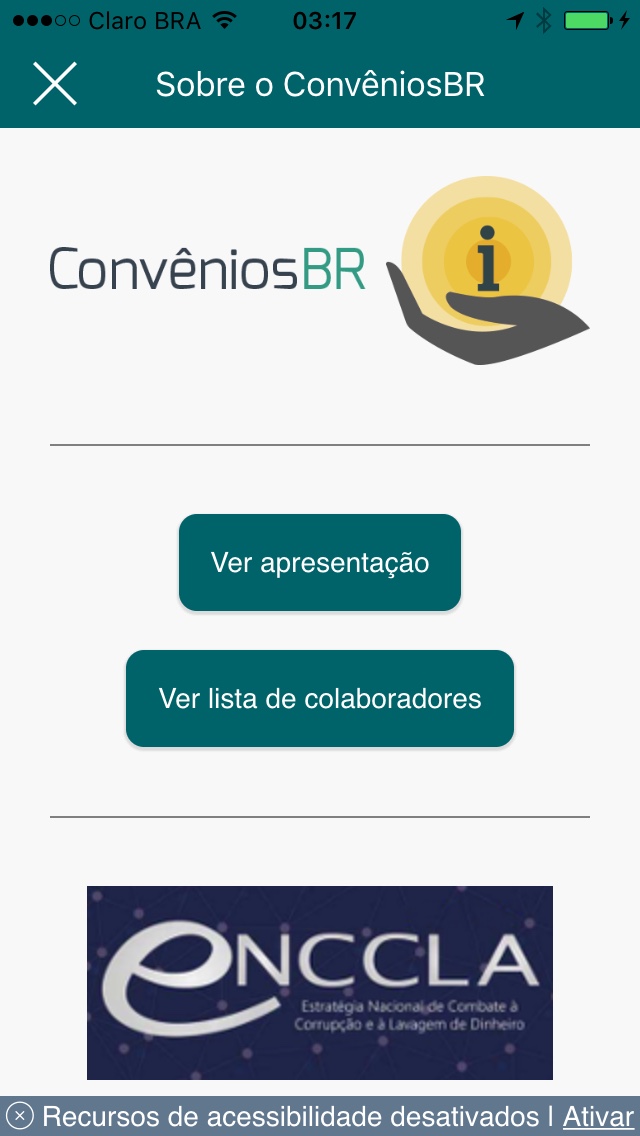 Claro BRA 03:17
Sobre o ConvêniosBR
ConvêniosBR
i
Ver apresentação
Ver lista de colaboradores
eNCCLA
Estratégia Nacional de Combate à
Corrupção e à Lavagem de Dinheiro
Recursos de acessibilidade desativados | Ativar